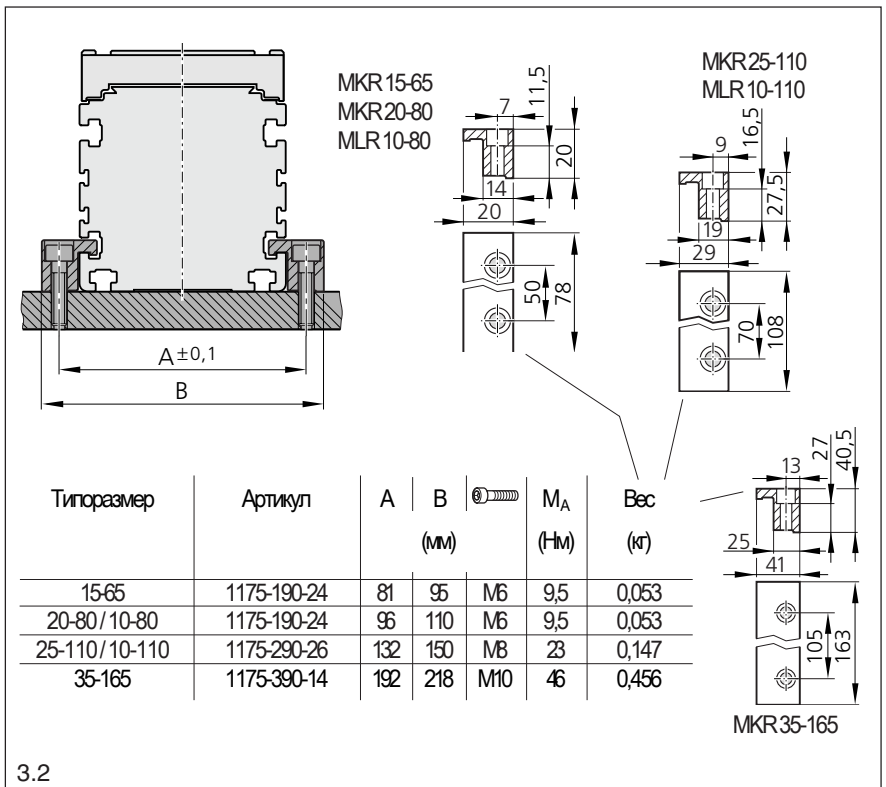 MKR 15-65
MKR 20-80
MLR 10-80
7
11,5
20
14
20
50
78
MKR 25-110
MLR 10-110
9
16,5
27,5
19
29
70
108
A ±0,1
B
13
27
40,5
25
41
105
163
MKR 35-165
Типоразмер Артикул A B MA Вес
(мм) (Нм) (кг)
15-65 1175-190-24 81 95 M6 9,5 0,053
20-80 / 10-80 1175-190-24 96 110 M6 9,5 0,053
25-110 / 10-110 1175-290-26 132 150 M8 23 0,147
35-165 1175-390-14 192 218 M10 46 0,456
3.2